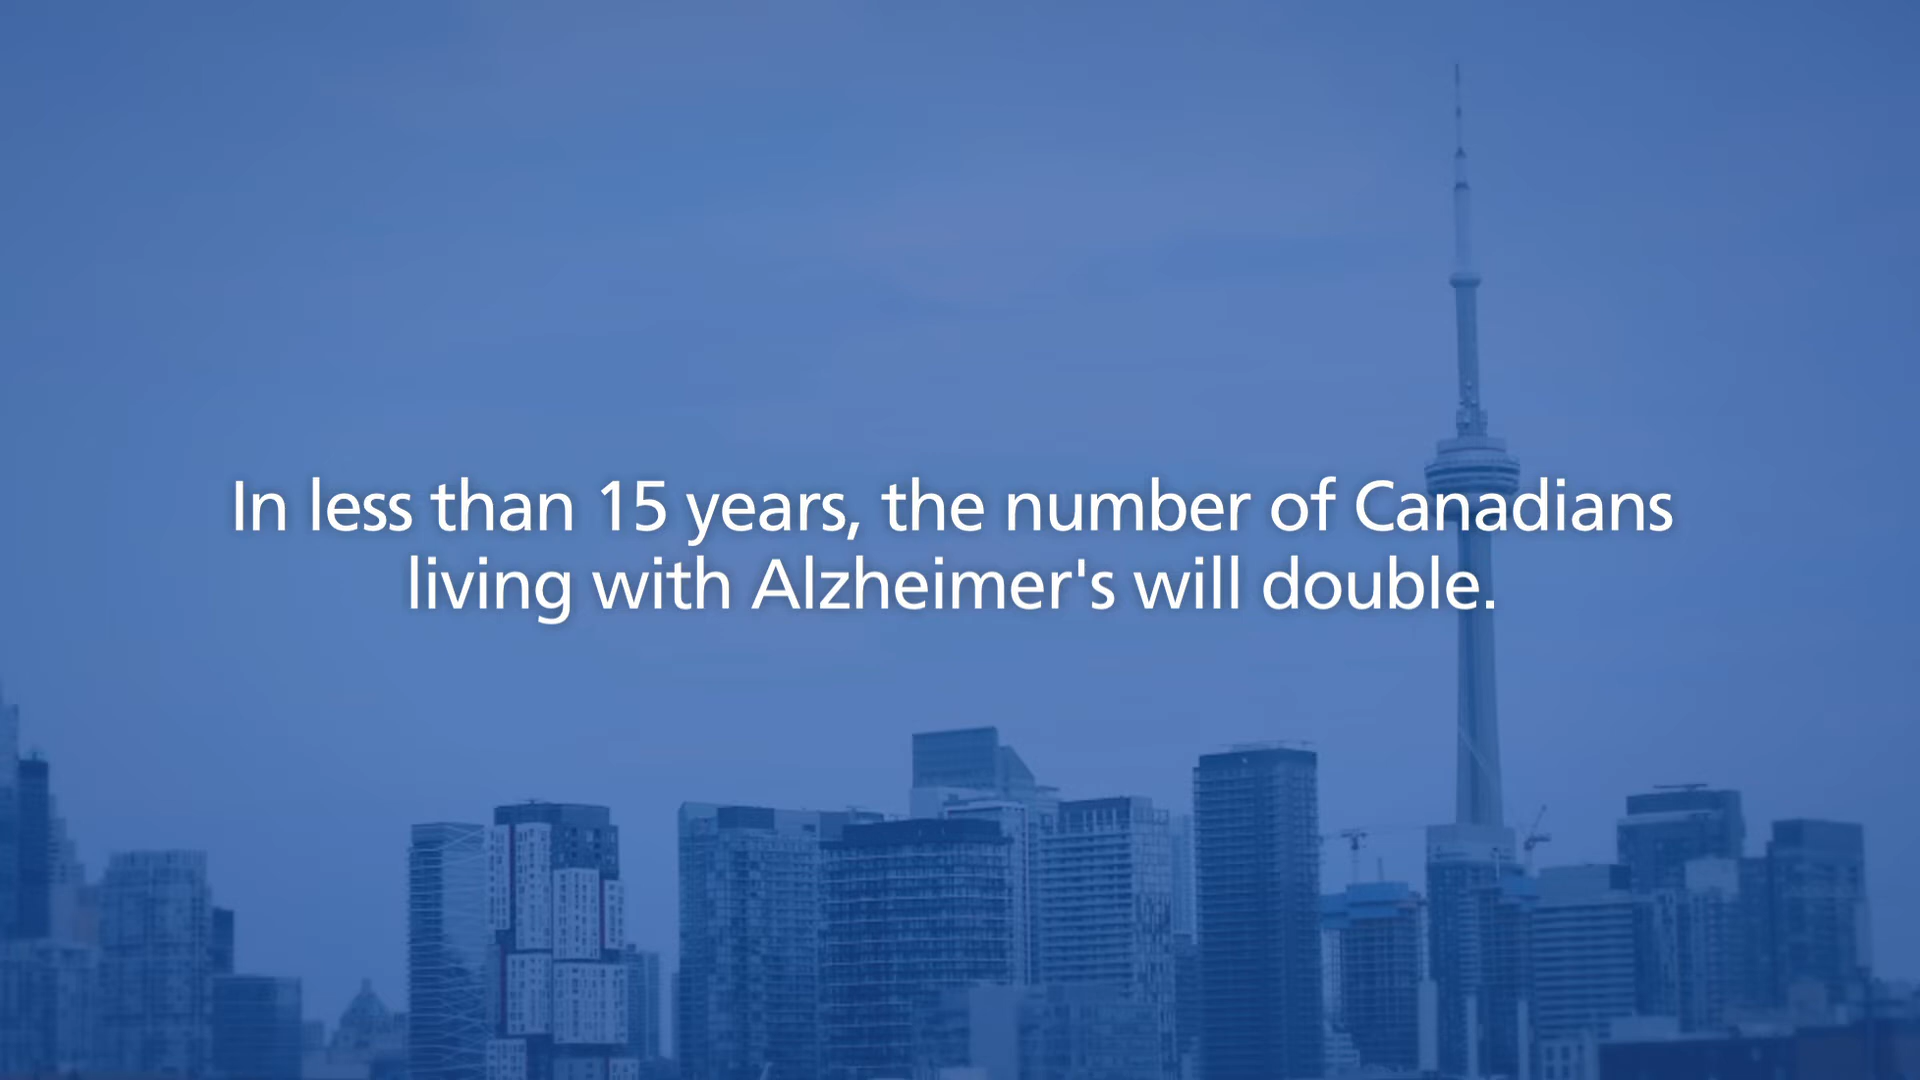 In less than 15 years, the number of Canadians
living with Alzheimer's will double.